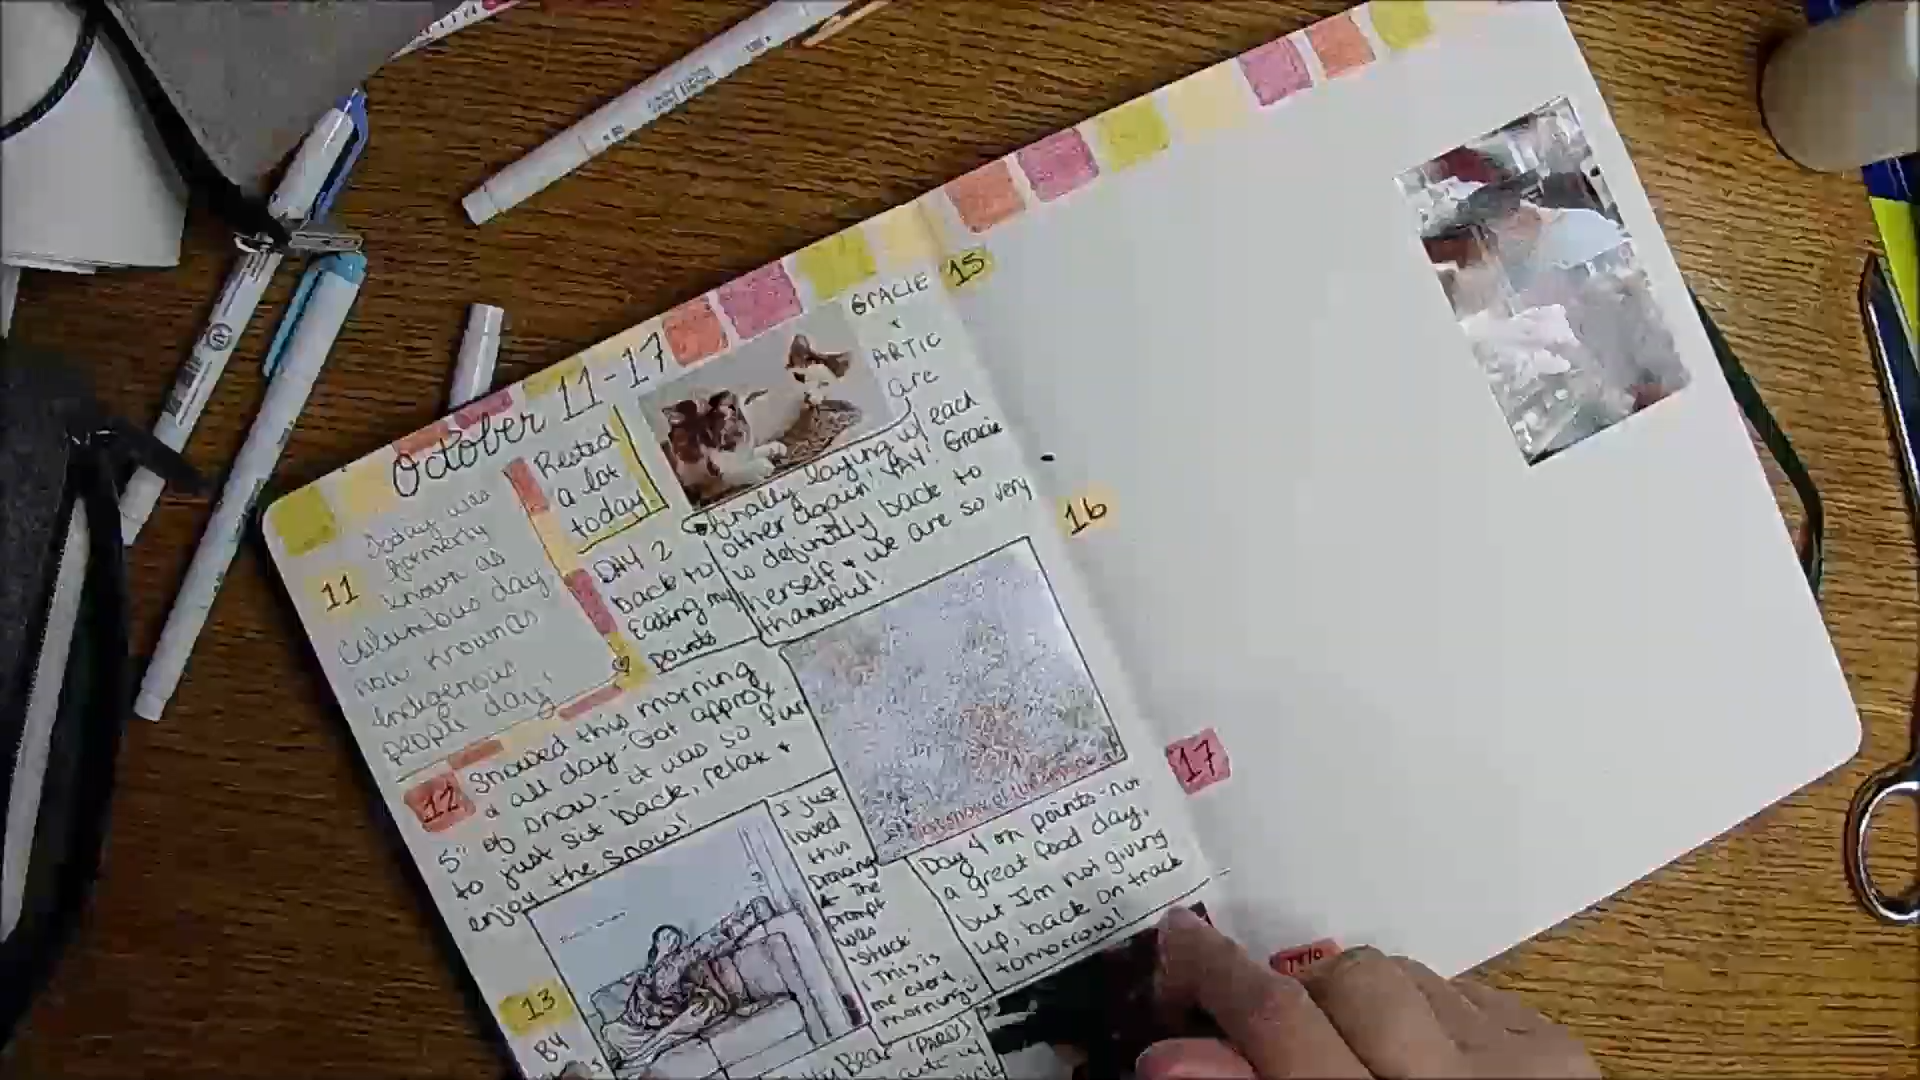 October 11-17
11
Today was
formerly
known as
Columbus day,
now known as
Indigenous
people day!
Rested
a lot
today.
DAY 2
back to
Eating my
points
GRACIE
+
ARTIC
are
finally laying w/ each
other again! YAY! Gracie
is definitly back to
herself & we are so very
thankful!
12
Snowed this morning
& all day. Got approx.
5" of snow... it was so fun
to just sit back, relax +
enjoy the snow!
I just
loved
this
Drawing
The
prompt
was
"stuck"
This is
me every
morning
Day 4 on points - not
a great food day,
but I'm not giving
up, back on track
tomorrow!
13
By
Bear
15
16
17